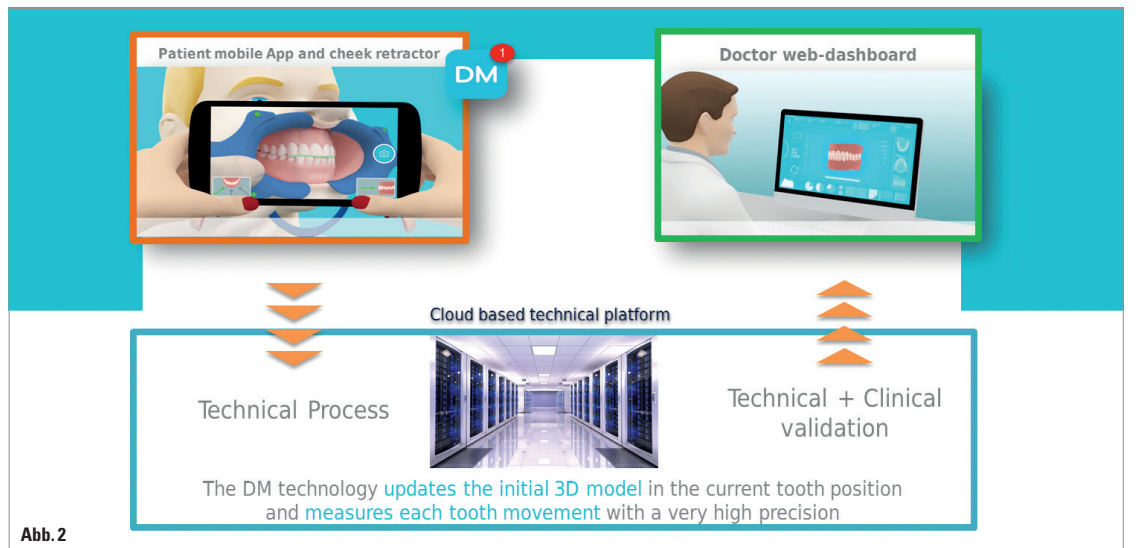 Patient mobile App and cheek retractor
1
DM
Doctor web-dashboard
Cloud based technical platform
Technical Process
Technical + Clinical
validation
The DM technology updates the initial 3D model in the current tooth position
and measures each tooth movement with a very high precision
Abb. 2